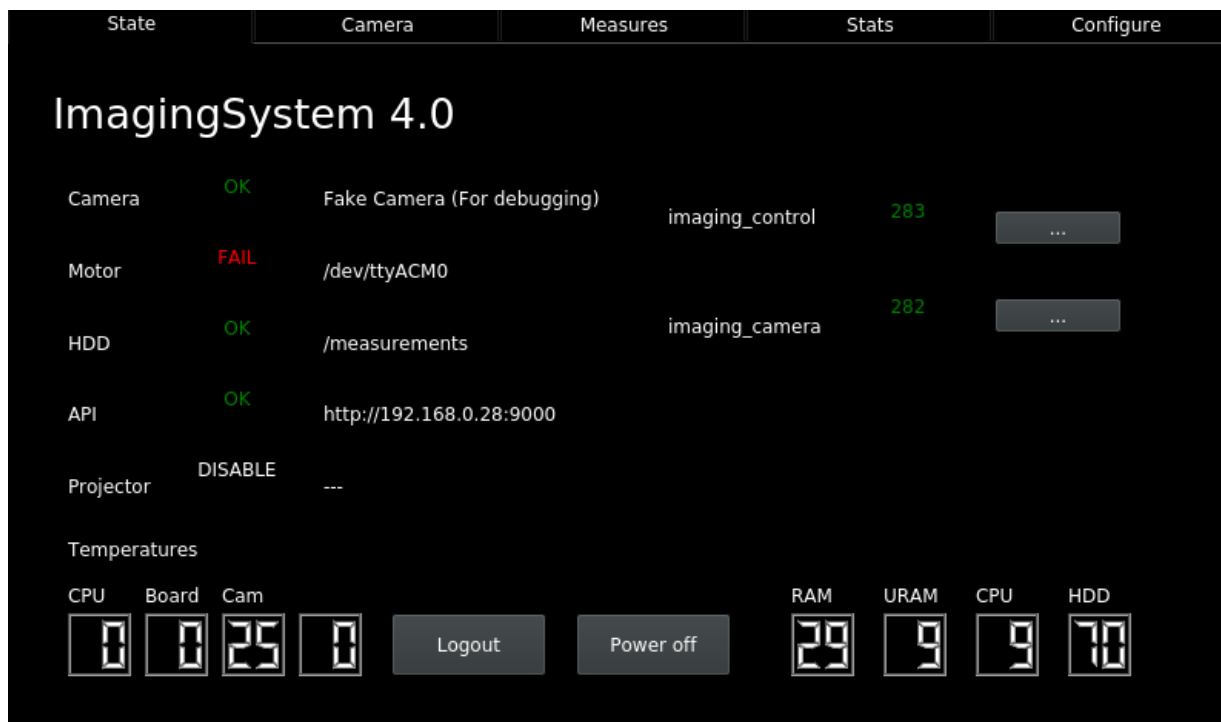 State Camera Measures Stats Configure
ImagingSystem 4.0
Camera OK Fake Camera (For debugging) imaging_control 283 ...
Motor FAIL /dev/ttyACM0
HDD OK /measurements imaging_camera 282 ...
API OK http://192.168.0.28:9000
Projector DISABLE ---
Temperatures
CPU Board Cam RAM URAM CPU HDD
0 0 25 0 Logout Power off 29 9 9 70